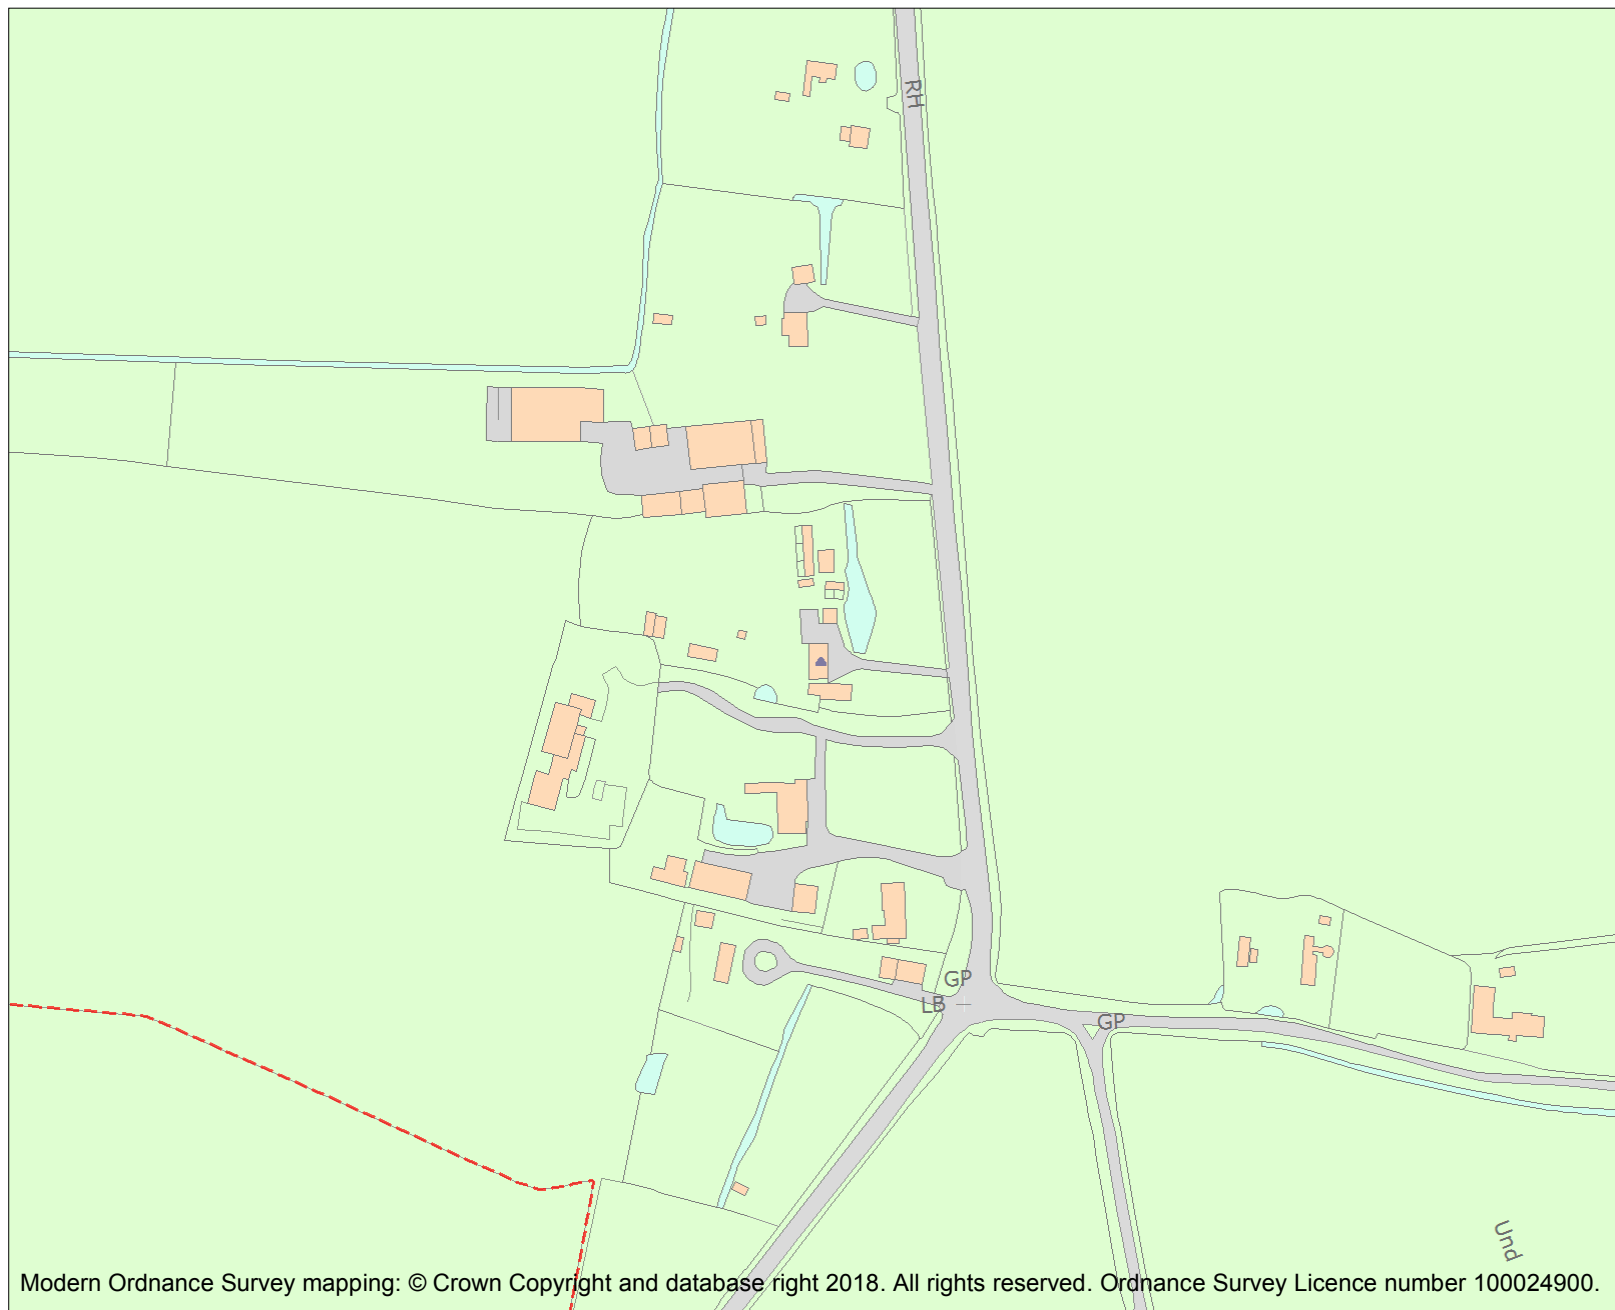 RH
GP
LB
GP
Und
Modern Ordnance Survey mapping: © Crown Copyright and database right 2018. All rights reserved. Ordnance Survey Licence number 100024900.